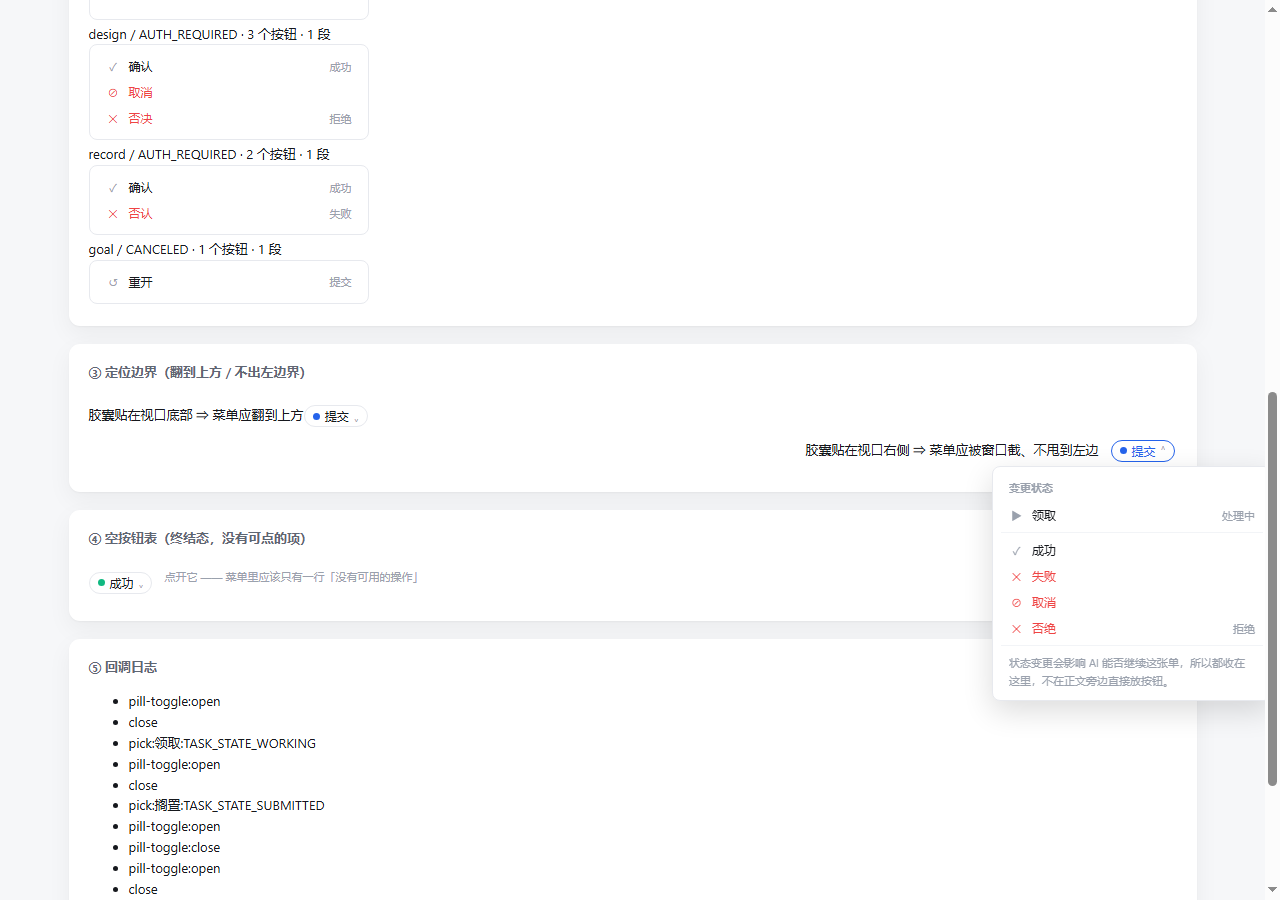 design / AUTH_REQUIRED · 3 个按钮 · 1 段
✓ 确认 成功
⊘ 取消
✕ 否决 拒绝
record / AUTH_REQUIRED · 2 个按钮 · 1 段
✓ 确认 成功
✕ 否认 失败
goal / CANCELED · 1 个按钮 · 1 段
↺ 重开 提交
③ 定位边界（翻到上方 / 不出左边界）
胶囊贴在视口底部 ⇒ 菜单应翻到上方 提交
胶囊贴在视口右侧 ⇒ 菜单应被窗口截、不甩到左边 提交
变更状态
▶ 领取 处理中
✓ 成功
✕ 失败
⊘ 取消
✕ 否绝 拒绝
状态变更会影响 AI 能否继续这张单，所以都收在
这里，不在正文旁边直接放按钮。
④ 空按钮表（终结态，没有可点的项）
成功 点开它 —— 菜单里应该只有一行「没有可用的操作」
⑤ 回调日志
• pill-toggle:open
• close
• pick:领取:TASK_STATE_WORKING
• pill-toggle:open
• close
• pick:搁置:TASK_STATE_SUBMITTED
• pill-toggle:open
• pill-toggle:close
• pill-toggle:open
• close